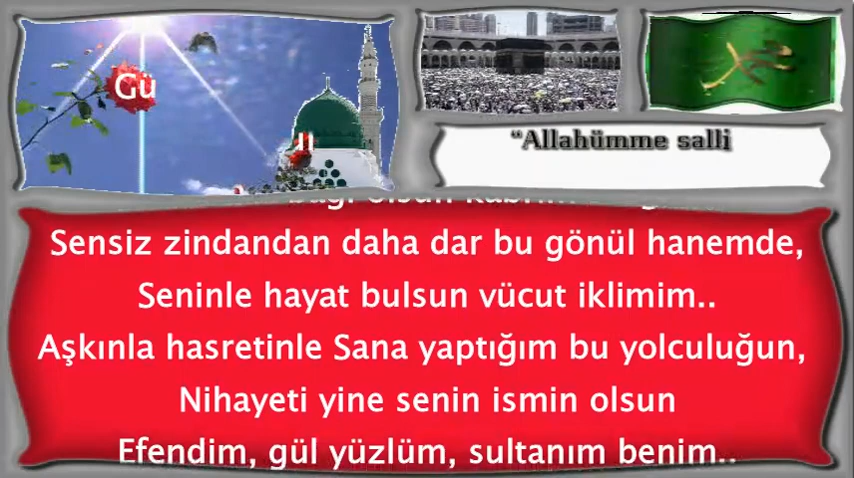 Gü
"Allahümme salli
olsun
Sensiz zindandan daha dar bu gönül hanemde,
Seninle hayat bulsun vücut iklimim..
Aşkınla hasretinle Sana yaptığım bu yolculuğun,
Nihayeti yine senin ismin olsun
Efendim, gül yüzlüm, sultanım benim..